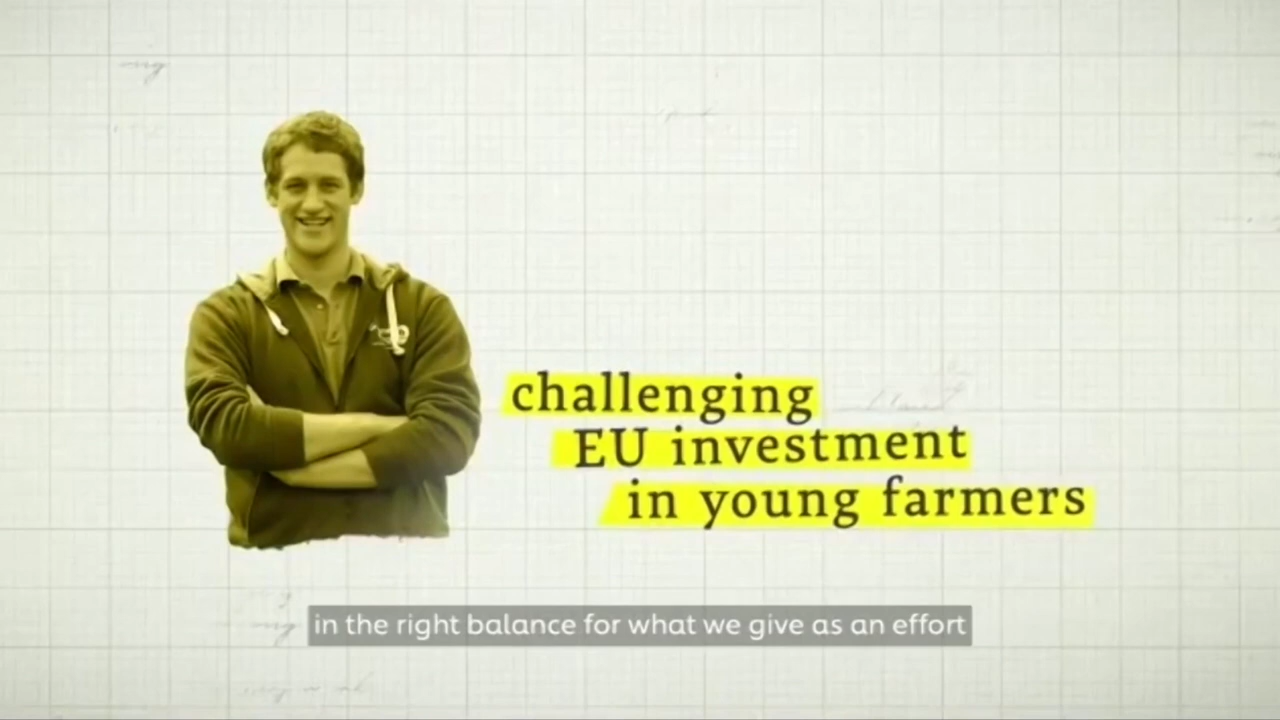 challenging
EU investment
in young farmers
in the right balance for what we give as an effort